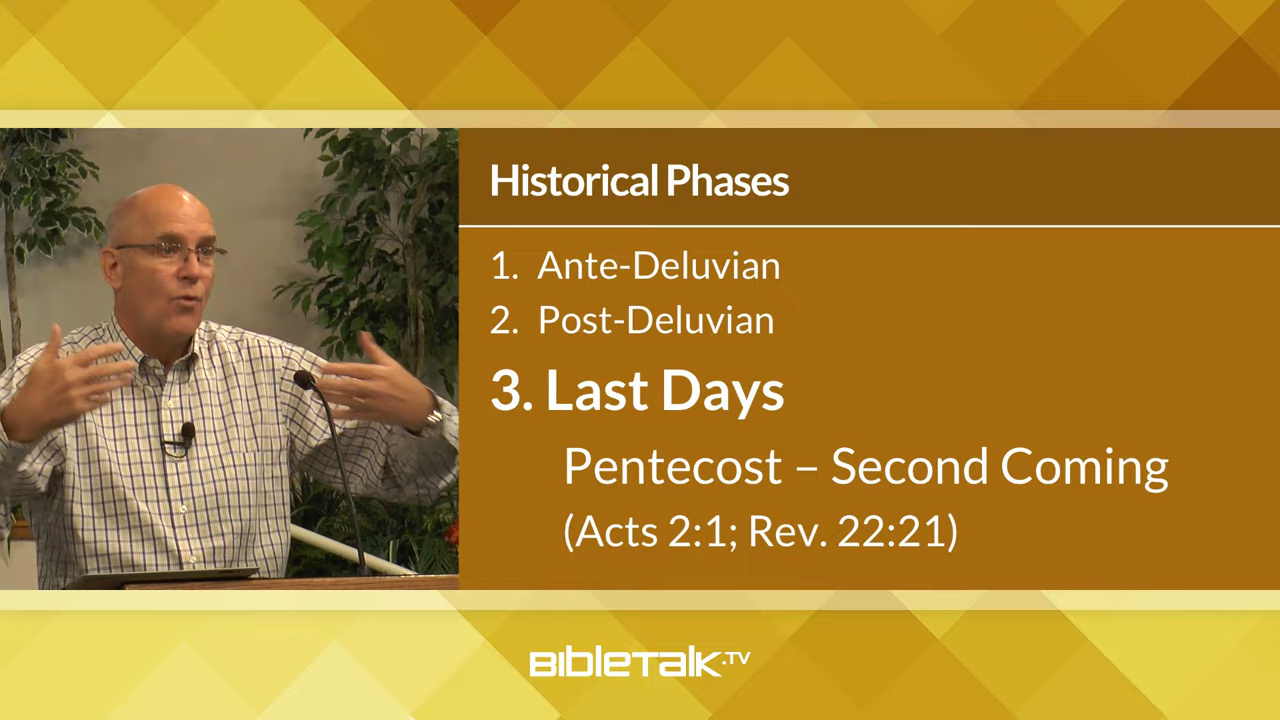 Historical Phases
1. Ante-Deluvian
2. Post-Deluvian
3. Last Days
Pentecost – Second Coming
(Acts 2:1; Rev. 22:21)
BIBLETALK.TV